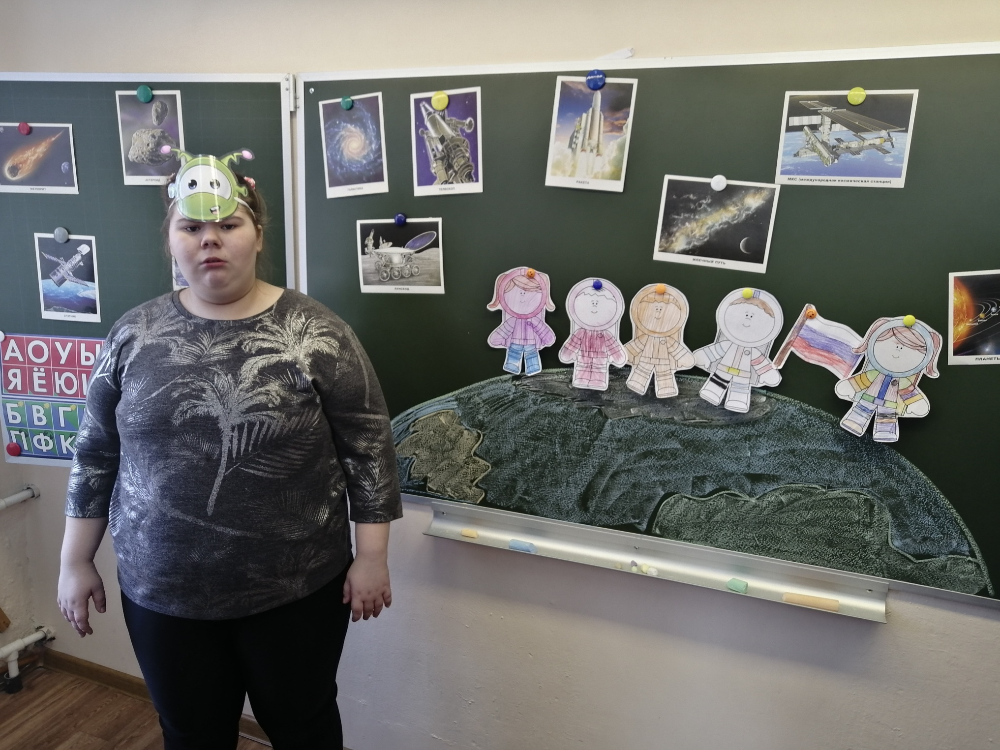 МЕТЕОРИТ
АСТЕРОИД
ГАЛАКТИКА
ТЕЛЕСКОП
РАКЕТА
МКС (международная космическая станция)
МЛЕЧНЫЙ ПУТЬ
ЛУНОХОД
СПУТНИК
ПЛАНЕТЫ
А О У Ы
Я Ё Ю И
Б В Г
П Ф К